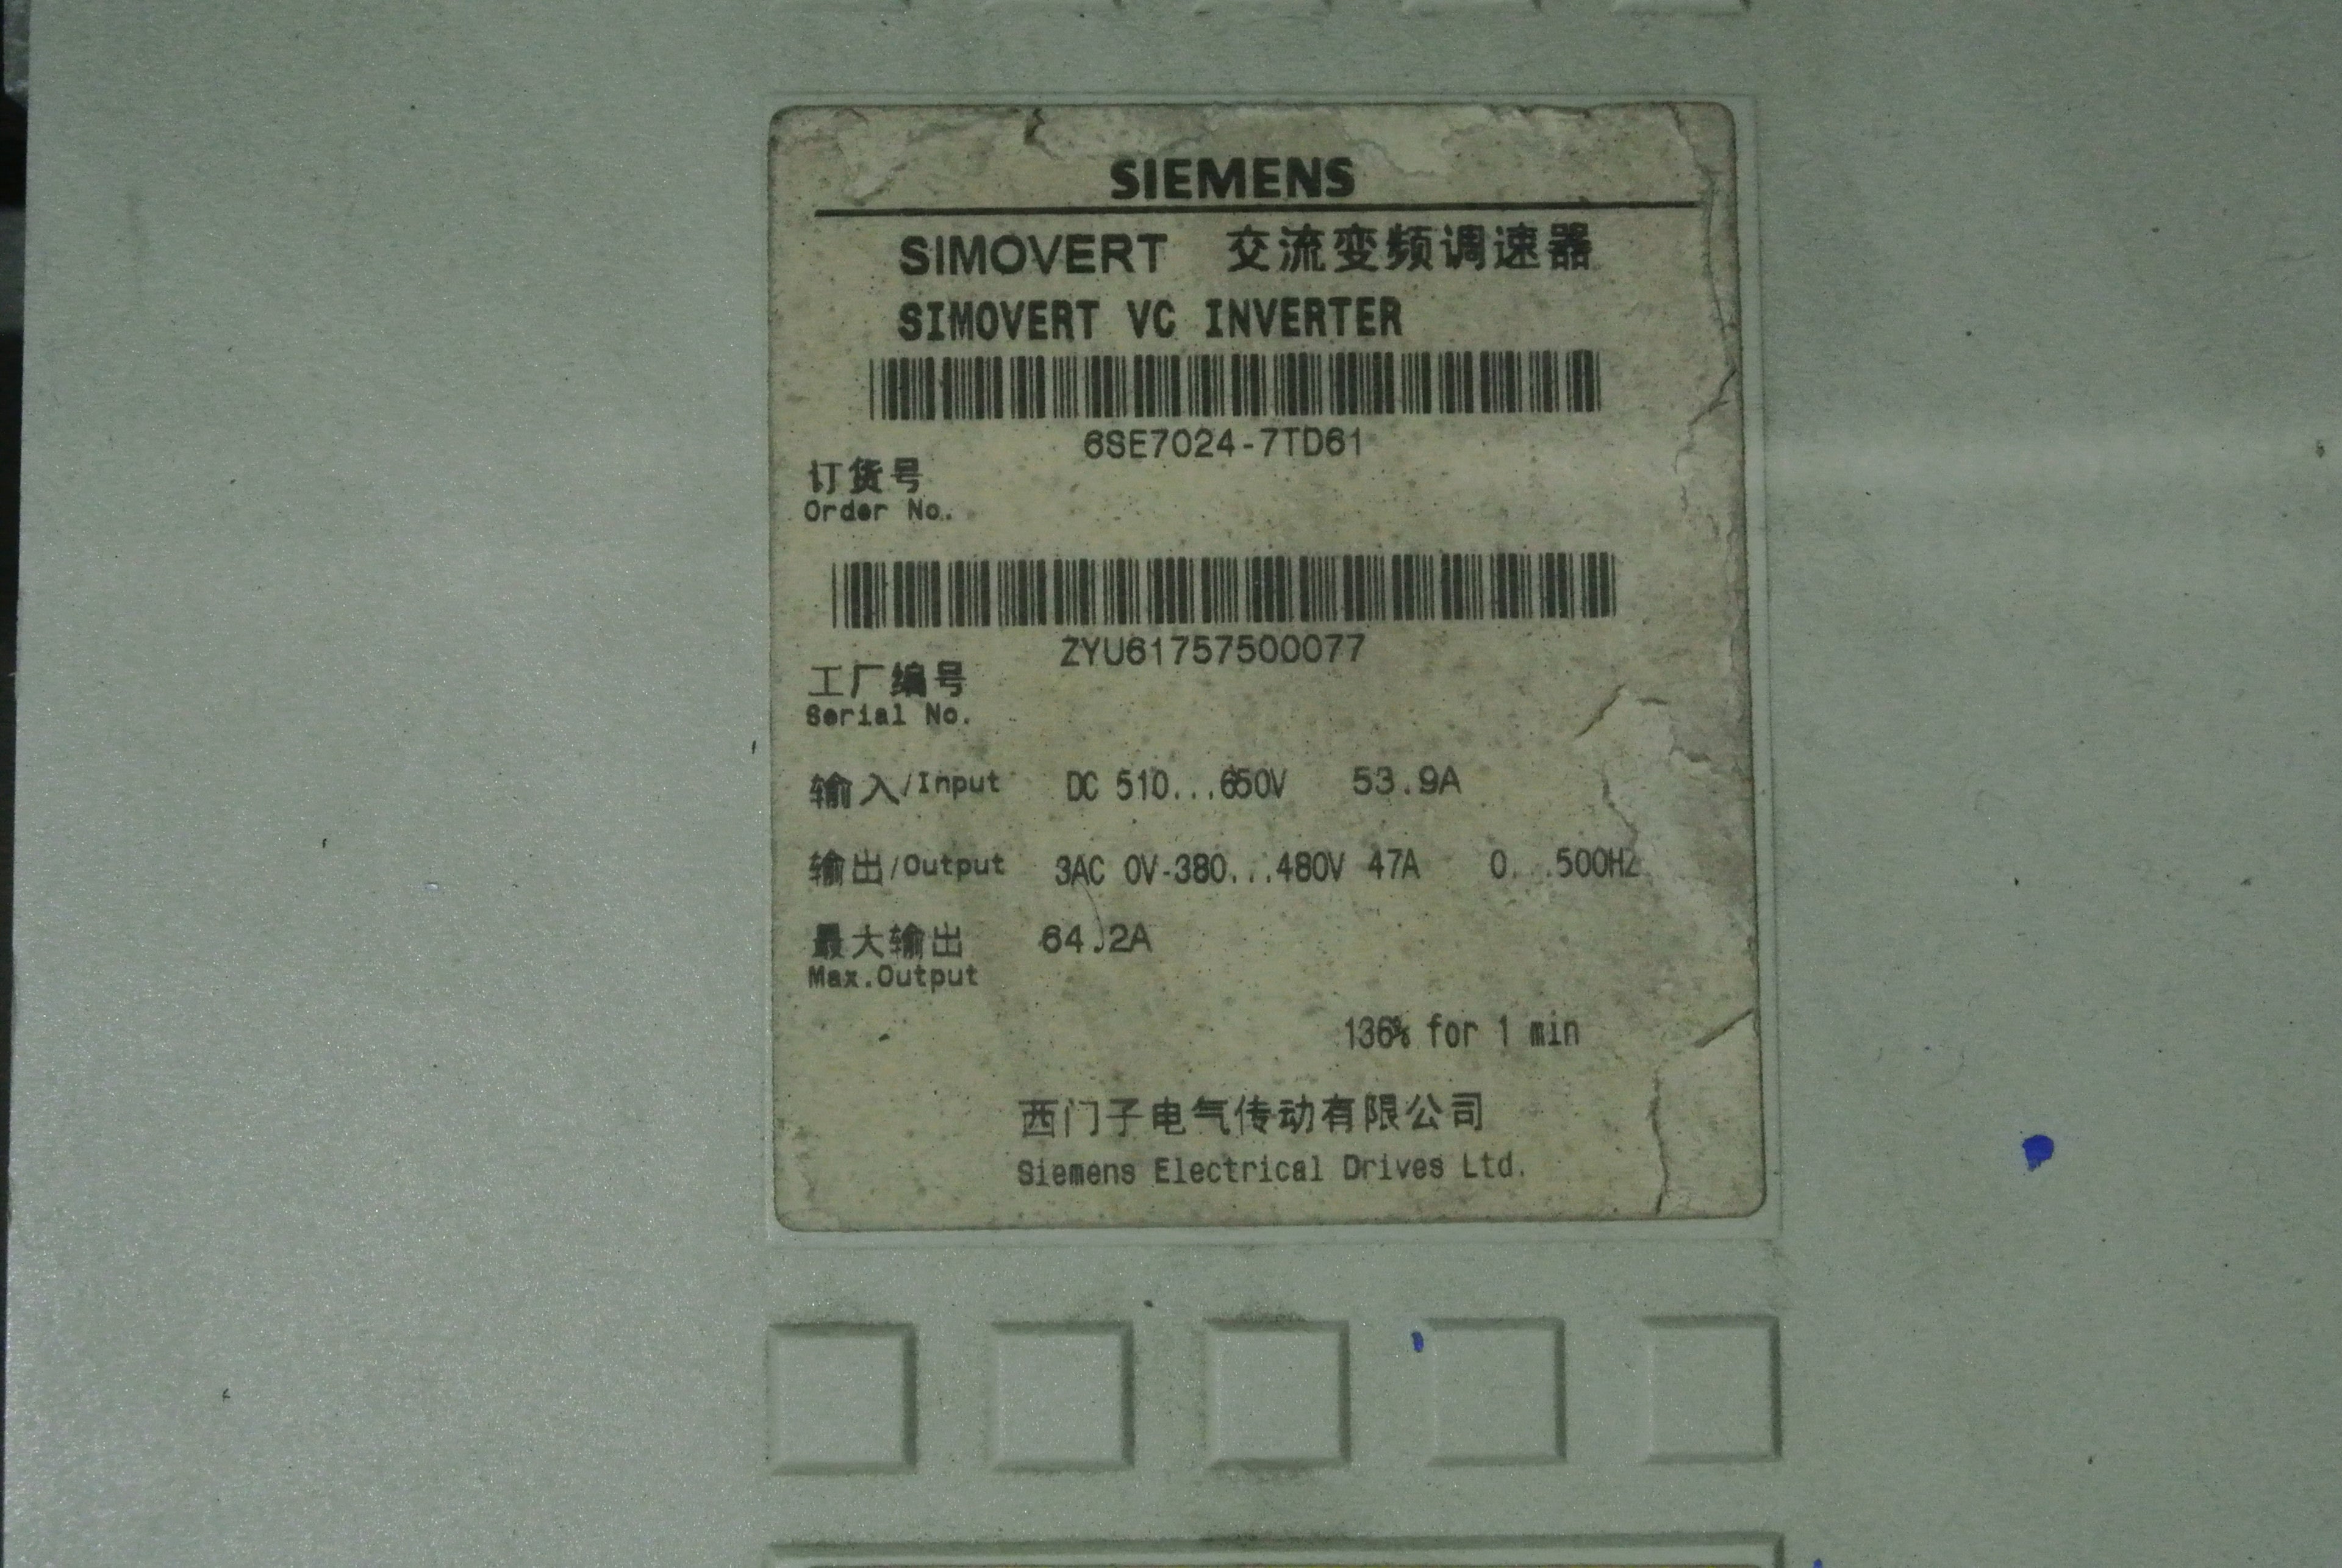 SIEMENS
SIMOVERT 交流变频调速器
SIMOVERT VC INVERTER
6SE7024-7TD61
订货号
Order No.
ZYU61757500077
工厂编号
Serial No.
输入/Input DC 510...650V 53.9A
输出/Output 3AC 0V-380...480V 47A 0...500HZ
最大输出 64.2A
Max.Output
136% for 1 min
西门子电气传动有限公司
Siemens Electrical Drives Ltd.